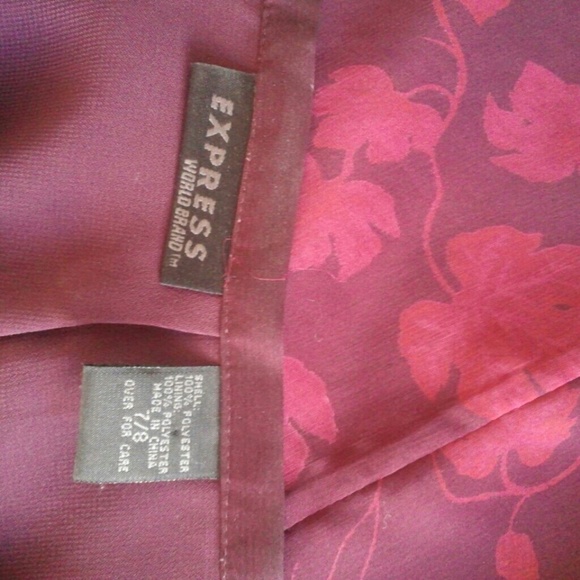 EXPRESS
WORLD BRAND™
SHELL:
100% POLYESTER
LINING:
100% POLYESTER
MADE IN CHINA
7/8
OVER FOR CARE